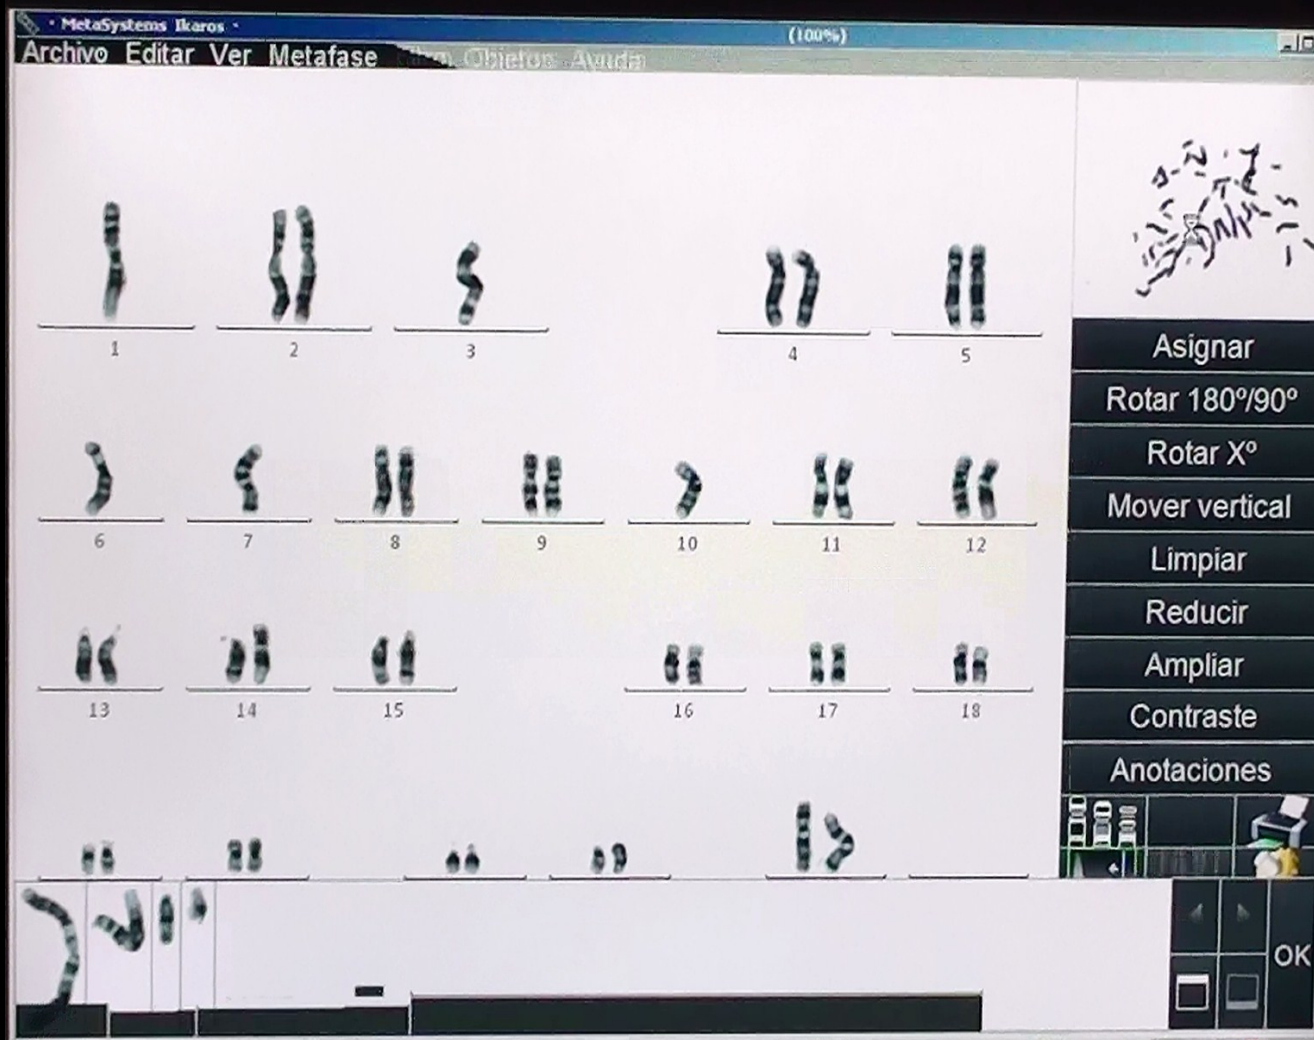 MetaSystems Ikaros
(100%)
Archivo Editar Ver Metafase Objetos Ayuda
1 2 3 4 5
6 7 8 9 10 11 12
13 14 15 16 17 18
Asignar
Rotar 180º/90º
Rotar Xº
Mover vertical
Limpiar
Reducir
Ampliar
Contraste
Anotaciones
OK